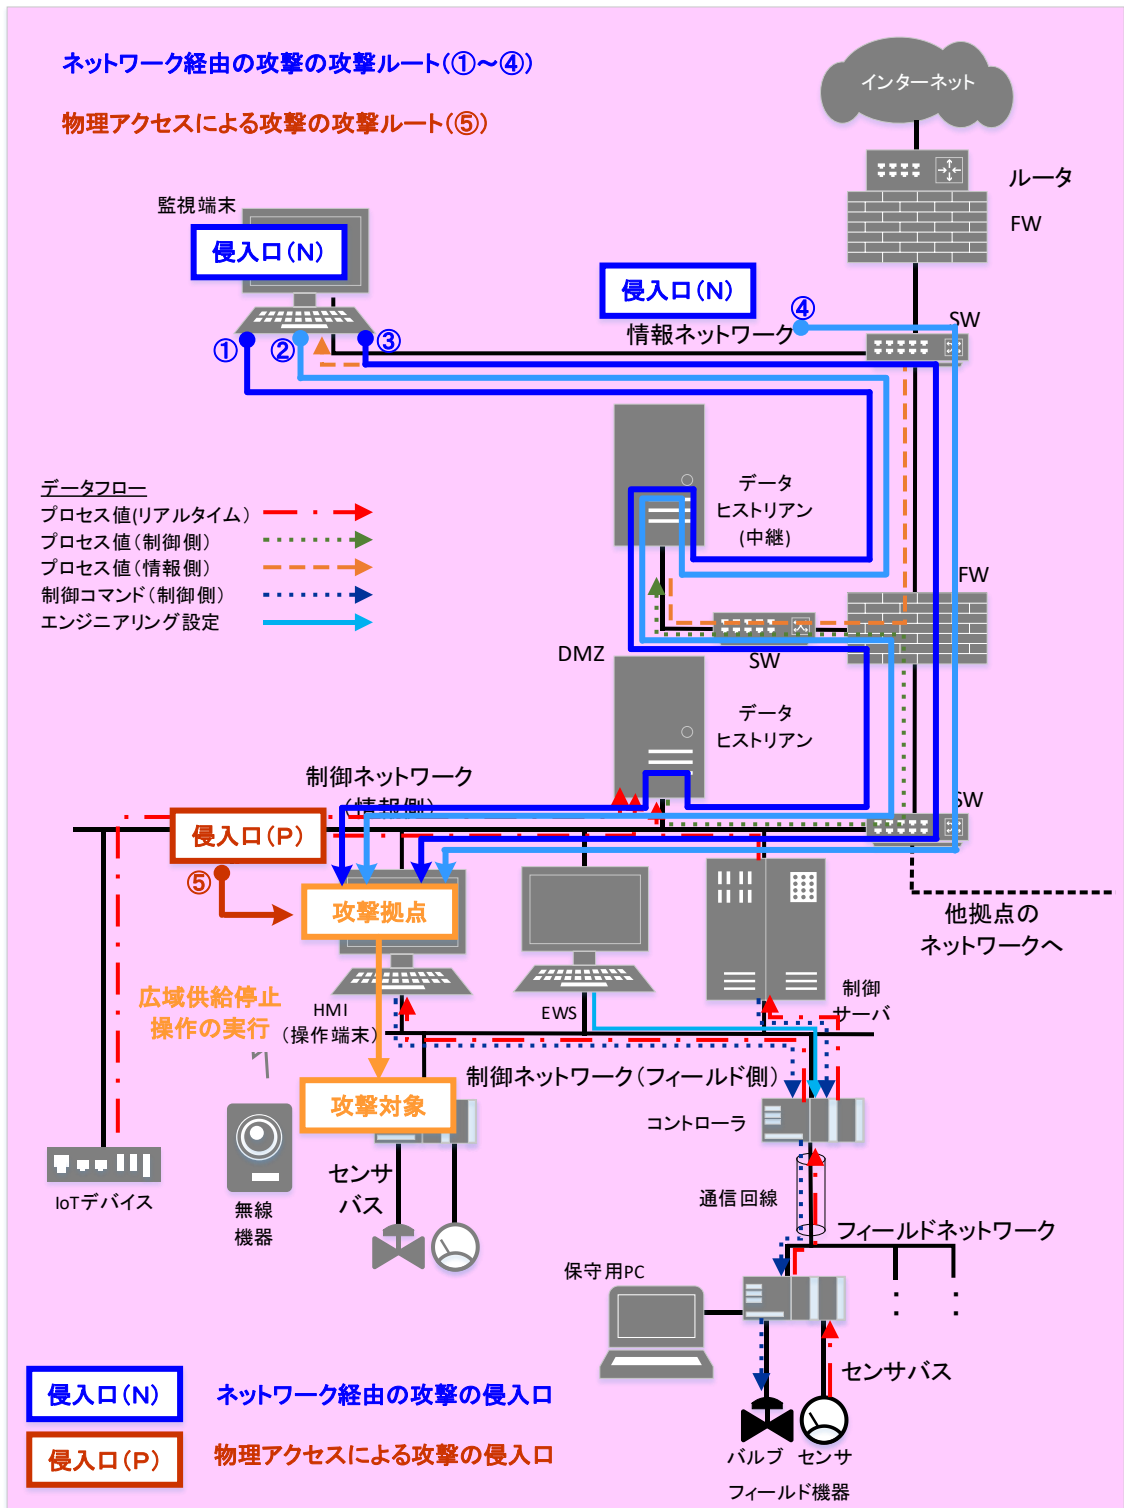 ネットワーク経由の攻撃の攻撃ルート(①～④)
物理アクセスによる攻撃の攻撃ルート(⑤)
インターネット
ルータ
FW
監視端末
侵入口(N)
侵入口(N)
④
情報ネットワーク
SW
①
②
③
データ
ヒストリアン
(中継)
データフロー
プロセス値(リアルタイム)
プロセス値(制御側)
プロセス値(情報側)
制御コマンド(制御側)
エンジニアリング設定
FW
DMZ
SW
データ
ヒストリアン
制御ネットワーク
(情報側)
SW
侵入口(P)
⑤
攻撃拠点
他拠点の
ネットワークへ
広域供給停止
操作の実行
HMI
(操作端末)
EWS
制御
サーバ
制御ネットワーク(フィールド側)
攻撃対象
コントローラ
センサ
バス
IoTデバイス
無線
機器
通信回線
フィールドネットワーク
保守用PC
センサバス
バルブ
センサ
フィールド機器
侵入口(N)
ネットワーク経由の攻撃の侵入口
侵入口(P)
物理アクセスによる攻撃の侵入口